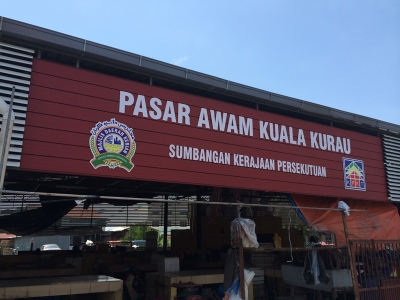 PASAR AWAM KUALA KURAU
SUMBANGAN KERAJAAN PERSEKUTUAN